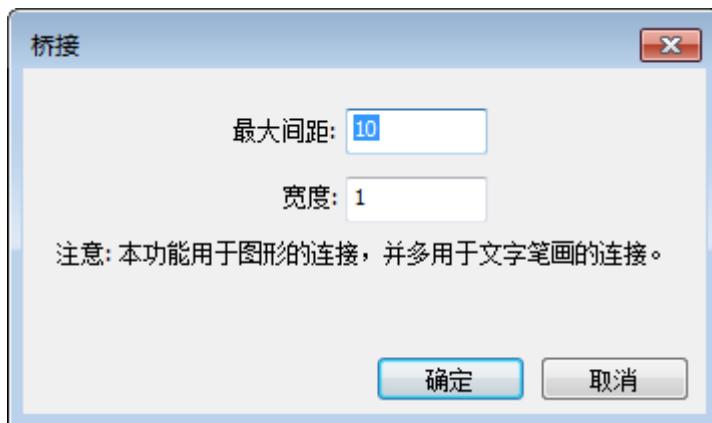 桥接
最大间距: 10
宽度: 1
注意: 本功能用于图形的连接，并多用于文字笔画的连接。
确定 取消